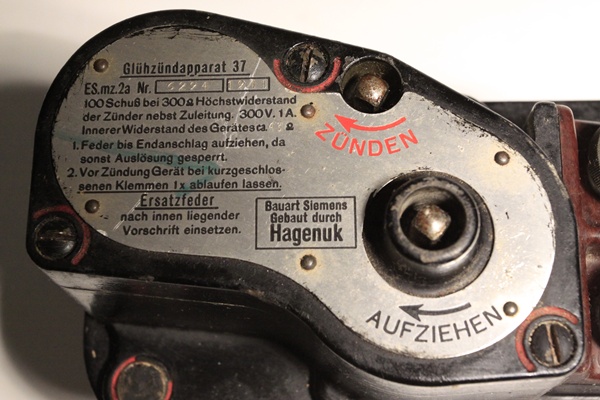 Glühzündapparat 37
ES.mz.2a Nr.
100 Schuß bei 300 Ω Höchstwiderstand
der Zünder nebst Zuleitung. 300 V. 1 A.
Innerer Widerstand des Gerätes ca Ω
1. Feder bis Endanschlag aufziehen, da
sonst Auslösung gesperrt.
2. Vor Zündung Gerät bei kurzgeschlos-
senen Klemmen 1x ablaufen lassen.
Ersatzfeder
nach innen liegender
Vorschrift einsetzen.
Bauart Siemens
Gebaut durch
Hagenuk
ZÜNDEN
AUFZIEHEN